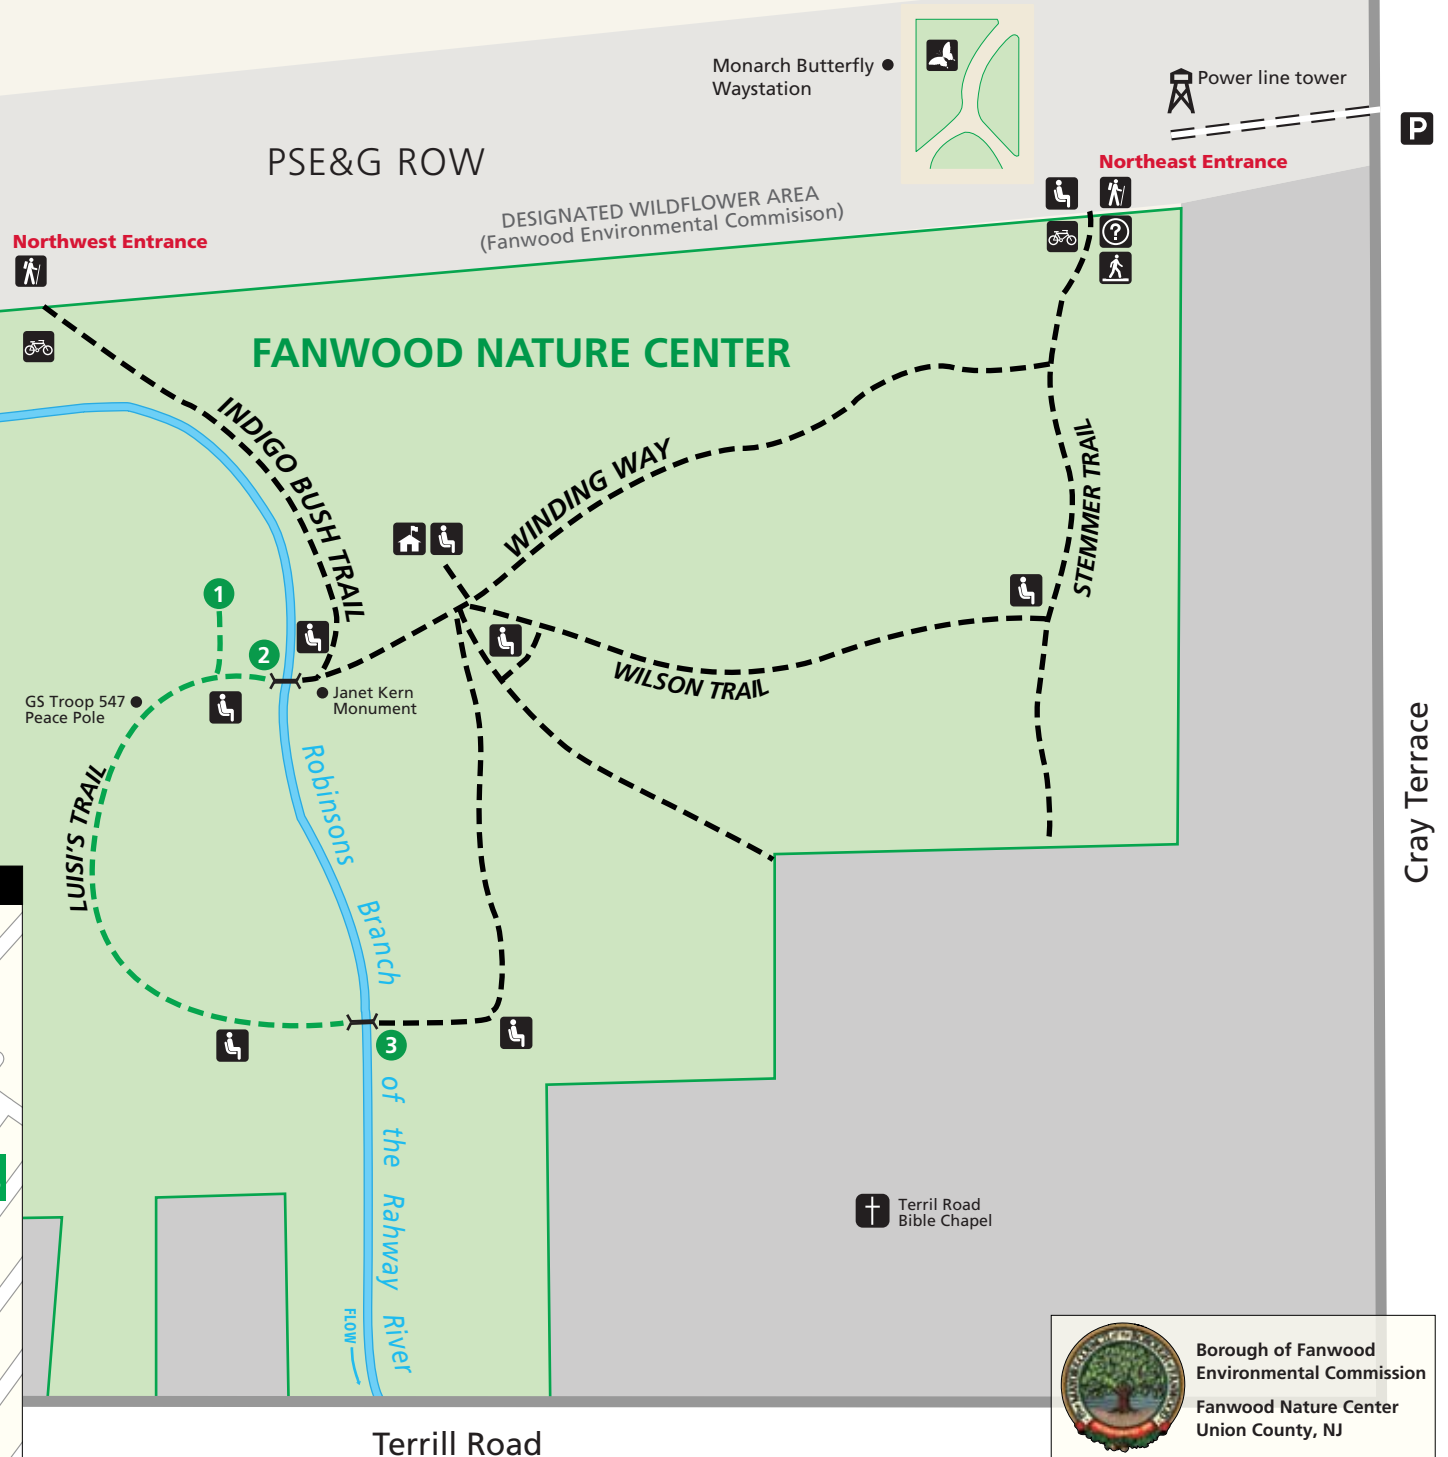 Monarch Butterfly
Waystation
Power line tower
P
PSE&G ROW
Northeast Entrance
DESIGNATED WILDFLOWER AREA
(Fanwood Environmental Commisison)
?
Northwest Entrance
FANWOOD NATURE CENTER
INDIGO BUSH TRAIL
WINDING WAY
STEMMER TRAIL
1
2
WILSON TRAIL
GS Troop 547
Peace Pole
Janet Kern
Monument
LUISI'S TRAIL
Robinsons Branch of the Rahway River
3
Cray Terrace
Terril Road
Bible Chapel
FLOW
Terrill Road
Borough of Fanwood
Environmental Commission
Fanwood Nature Center
Union County, NJ